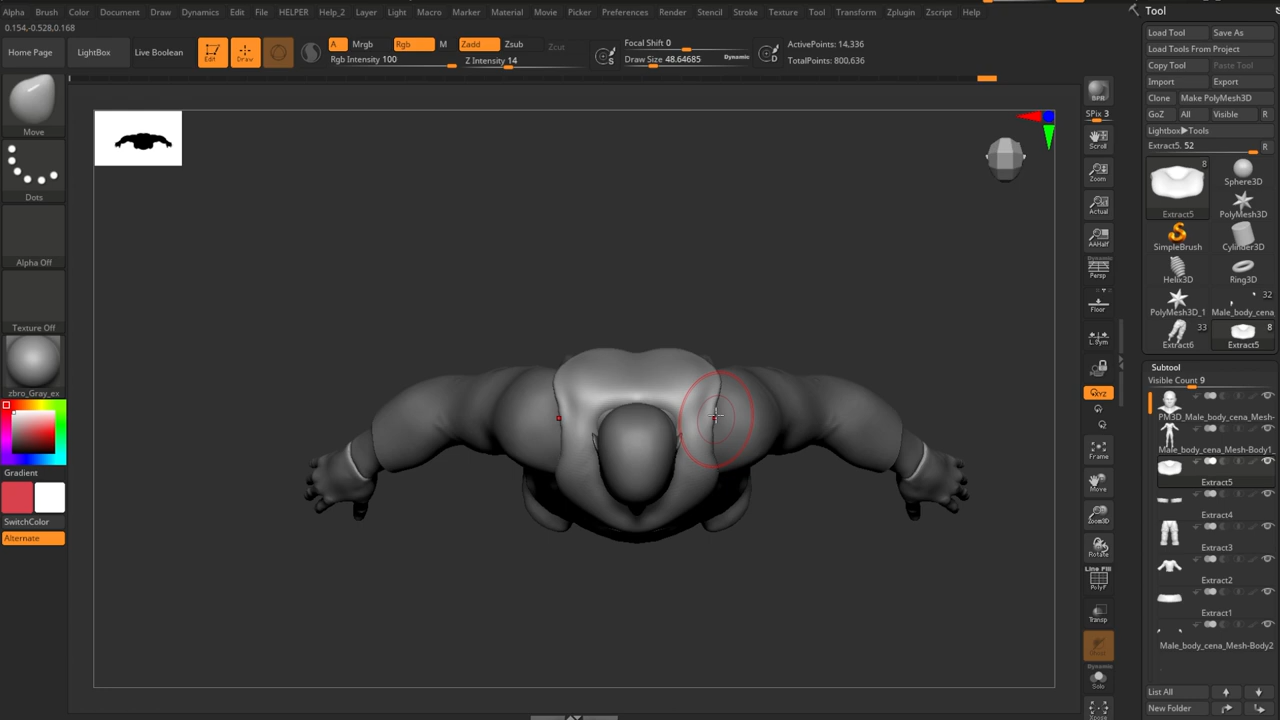 Alpha Brush Color Document Draw Dynamics Edit File HELPER Help_2 Layer Light Macro Marker Material Movie Picker Preferences Render Stencil Stroke Texture Tool Transform Zplugin Zscript Help
0.154,-0.528,0.168
Home Page LightBox Live Boolean
Edit Draw
A Mrgb Rgb M Zadd Zsub Zcut
Rgb Intensity 100 Z Intensity 14
S Focal Shift 0
Draw Size 48.64685 Dynamic D
ActivePoints: 14,336
TotalPoints: 800,636
Move
Dots
Alpha Off
Texture Off
zbro_Gray_ex
Gradient
SwitchColor
Alternate
BPR
SPix 3
Scroll
Zoom
Actual
AAHalf
Dynamic
Persp
Floor
L.Sym
XYZ
Frame
Move
Zoom3D
Rotate
Line Fill
PolyF
Transp
Dynamic
Solo
Xpose
Tool
Load Tool Save As
Load Tools From Project
Copy Tool Paste Tool
Import Export
Clone Make PolyMesh3D
GoZ All Visible R
Lightbox▶Tools
Extract5. 52 R
8
Extract5
Sphere3D
PolyMesh3D
SimpleBrush Cylinder3D
Helix3D Ring3D
32
PolyMesh3D_1 Male_body_cena
33 8
Extract6 Extract5
Subtool
Visible Count 9
PM3D_Male_body_cena_Mesh-
Male_body_cena_Mesh-Body1_
Extract5
Extract4
Extract3
Extract2
Extract1
Male_body_cena_Mesh-Body2
List All
New Folder